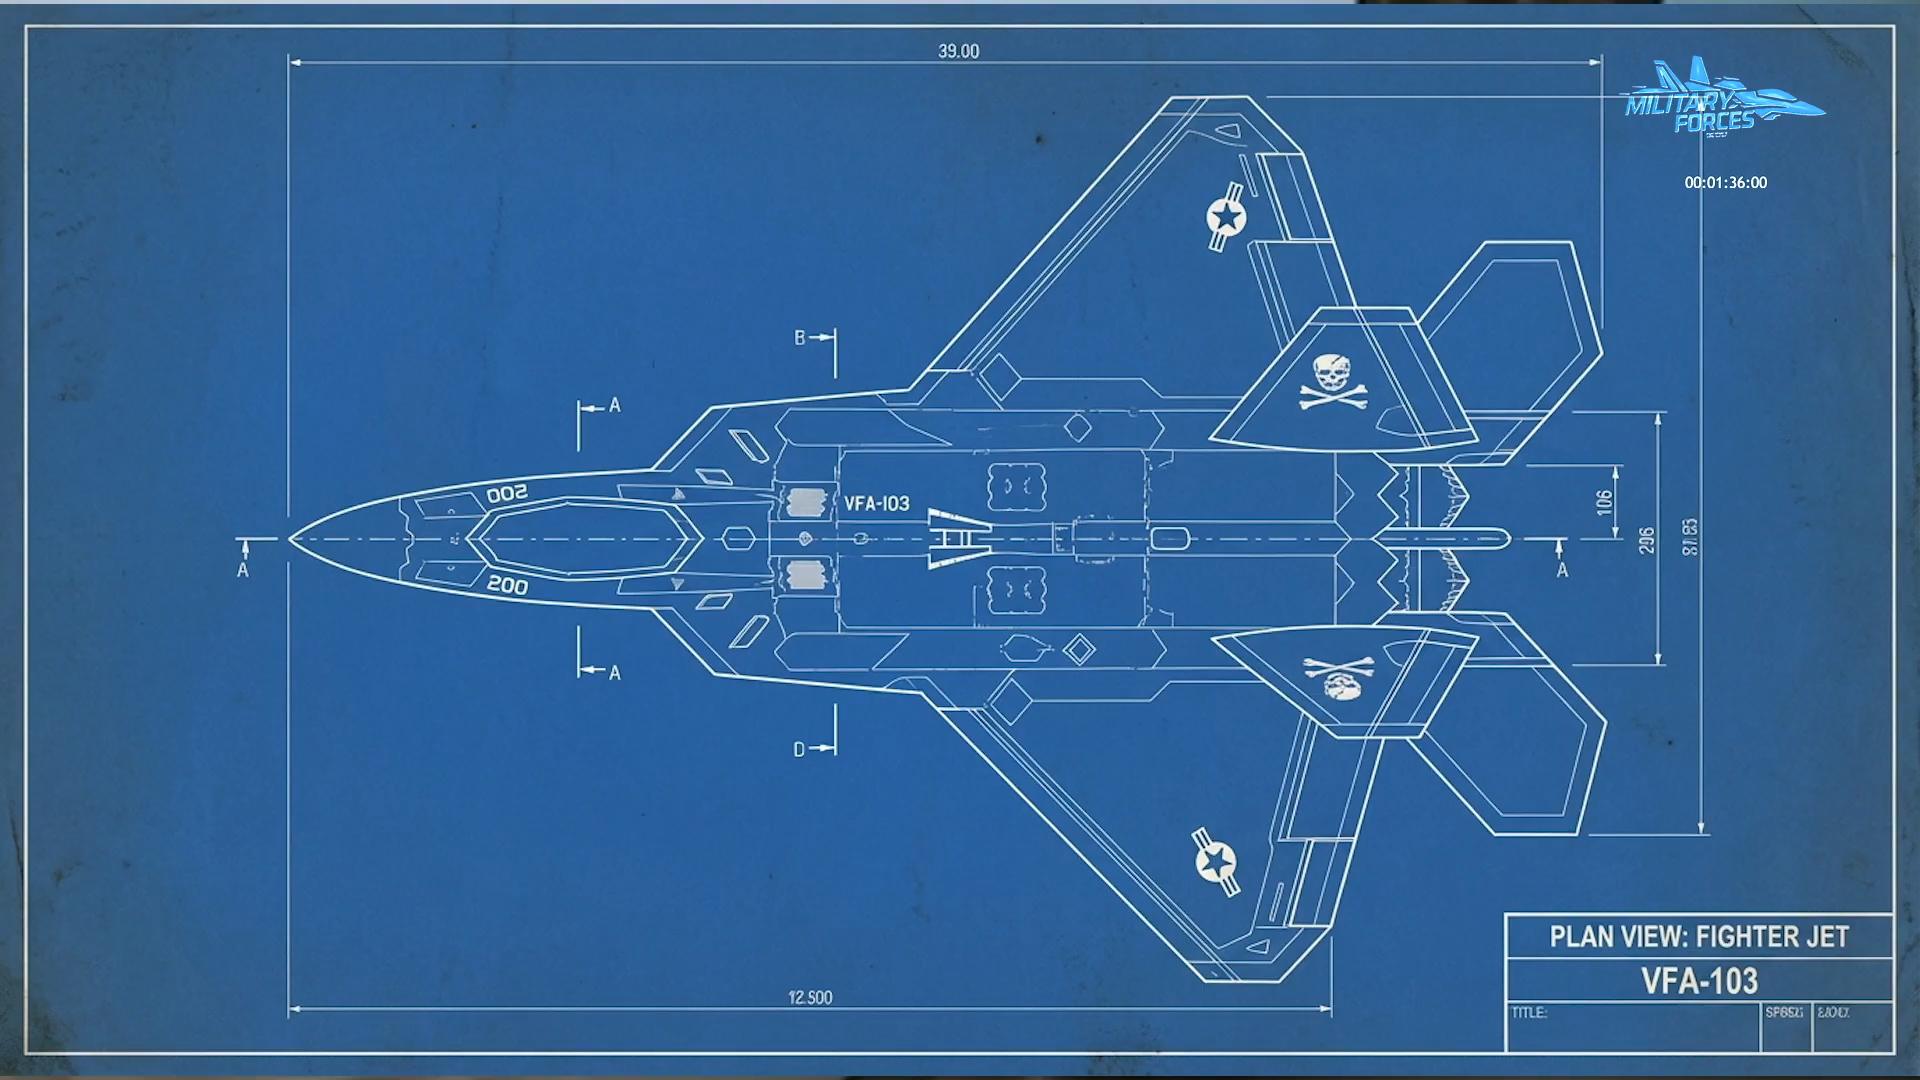 39.00
MILITARY
FORCES
00:01:36:00
B
A
002
VFA-103
106
296
A
A
200
A
D
12.500
PLAN VIEW: FIGHTER JET
VFA-103
TITLE: